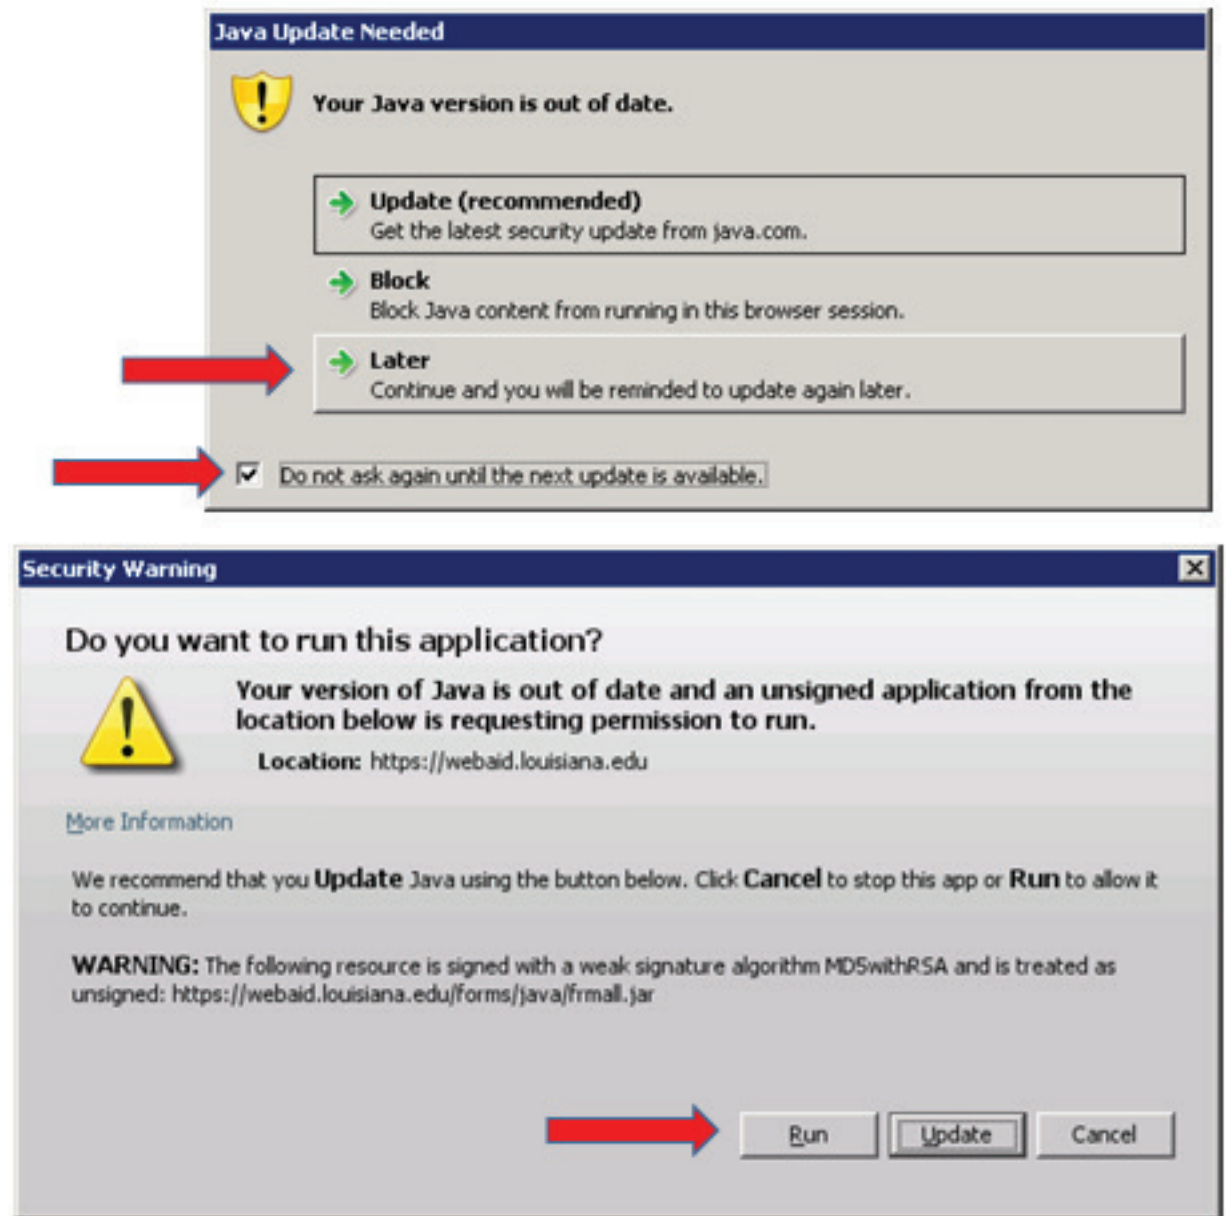 Java Update Needed
Your Java version is out of date.
Update (recommended)
Get the latest security update from java.com.
Block
Block Java content from running in this browser session.
Later
Continue and you will be reminded to update again later.
Do not ask again until the next update is available.
Security Warning
Do you want to run this application?
Your version of Java is out of date and an unsigned application from the
location below is requesting permission to run.
Location: https://webaid.louisiana.edu
More Information
We recommend that you Update Java using the button below. Click Cancel to stop this app or Run to allow it
to continue.
WARNING: The following resource is signed with a weak signature algorithm MD5withRSA and is treated as
unsigned: https://webaid.louisiana.edu/forms/java/frmall.jar
Run Update Cancel